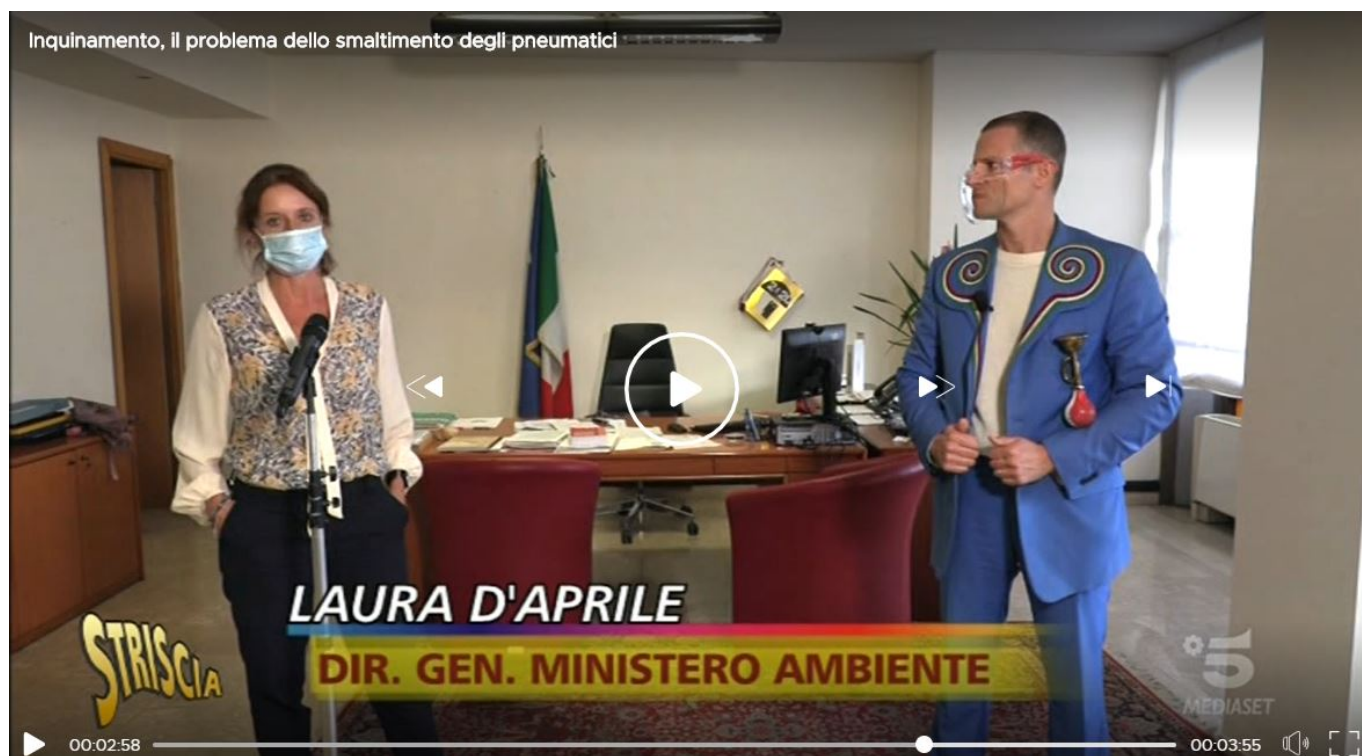 Inquinamento, il problema dello smaltimento degli pneumatici
LAURA D'APRILE
DIR. GEN. MINISTERO AMBIENTE
STRISCIA
5
MEDIASET
00:02:58
00:03:55